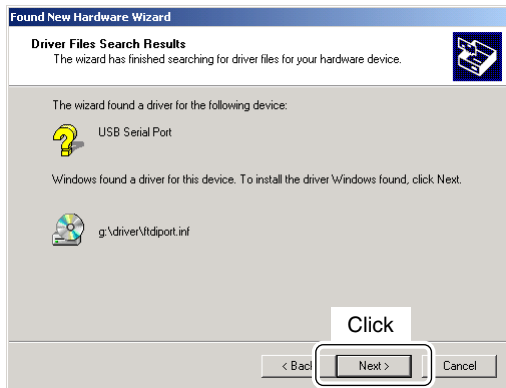 Found New Hardware Wizard
Driver Files Search Results
The wizard has finished searching for driver files for your hardware device.
The wizard found a driver for the following device:
USB Serial Port
Windows found a driver for this device. To install the driver Windows found, click Next.
g:\driver\ftdiport.inf
Click
< Bac Next > Cancel